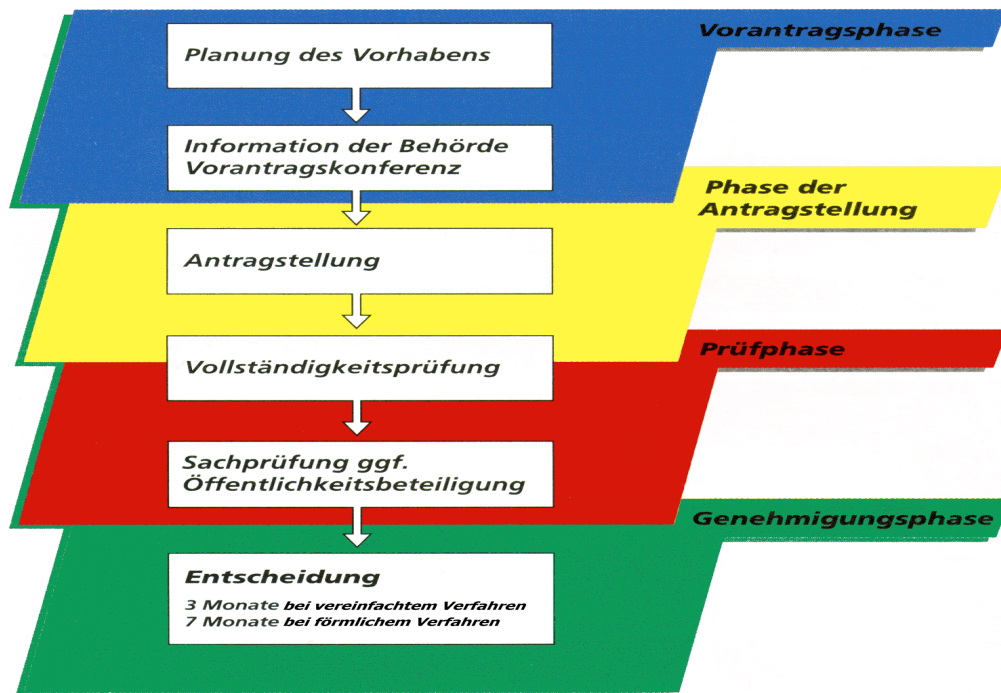 Vorantragsphase
Planung des Vorhabens
Information der Behörde
Vorantragskonferenz
Phase der
Antragstellung
Antragstellung
Prüfphase
Vollständigkeitsprüfung
Sachprüfung ggf.
Öffentlichkeitsbeteiligung
Genehmigungsphase
Entscheidung
3 Monate bei vereinfachtem Verfahren
7 Monate bei förmlichem Verfahren